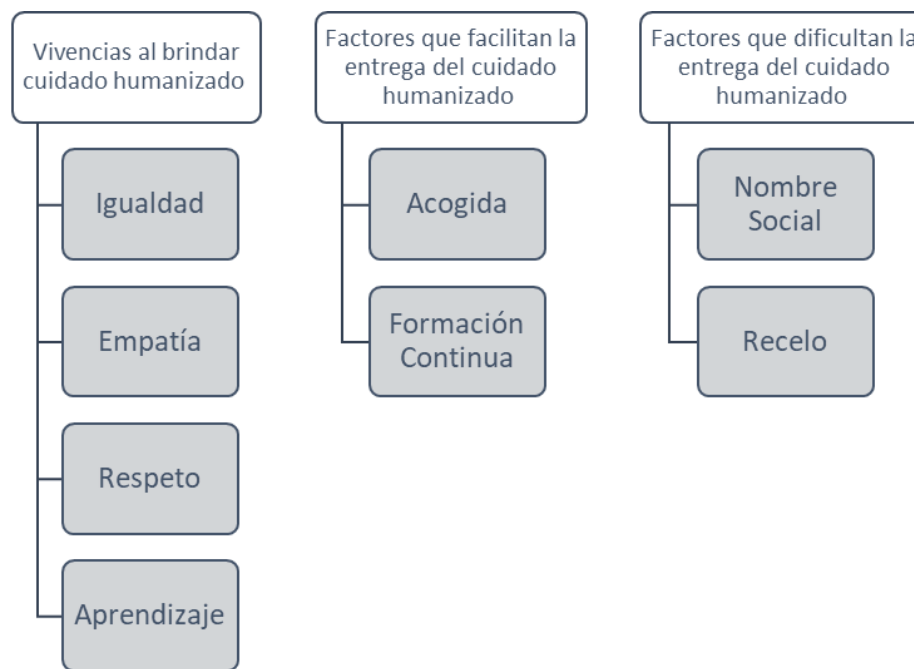 Vivencias al brindar
cuidado humanizado
Igualdad
Empatía
Respeto
Aprendizaje
Factores que facilitan la
entrega del cuidado
humanizado
Acogida
Formación
Continua
Factores que dificultan la
entrega del cuidado
humanizado
Nombre
Social
Recelo